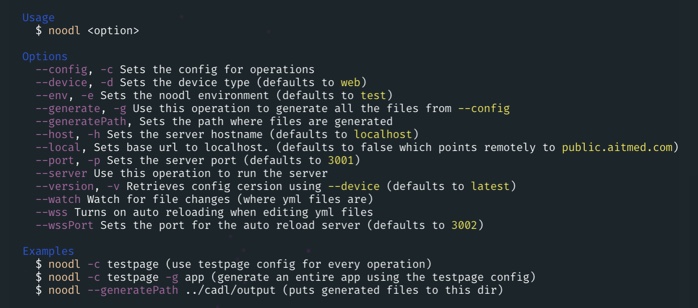 Usage
$ noodl <option>
Options
--config, -c Sets the config for operations
--device, -d Sets the device type (defaults to web)
--env, -e Sets the noodl environment (defaults to test)
--generate, -g Use this operation to generate all the files from --config
--generatePath, Sets the path where files are generated
--host, -h Sets the server hostname (defaults to localhost)
--local, Sets base url to localhost. (defaults to false which points remotely to public.aitmed.com)
--port, -p Sets the server port (defaults to 3001)
--server Use this operation to run the server
--version, -v Retrieves config cersion using --device (defaults to latest)
--watch Watch for file changes (where yml files are)
--wss Turns on auto reloading when editing yml files
--wssPort Sets the port for the auto reload server (defaults to 3002)
Examples
$ noodl -c testpage (use testpage config for every operation)
$ noodl -c testpage -g app (generate an entire app using the testpage config)
$ noodl --generatePath ../cadl/output (puts generated files to this dir)